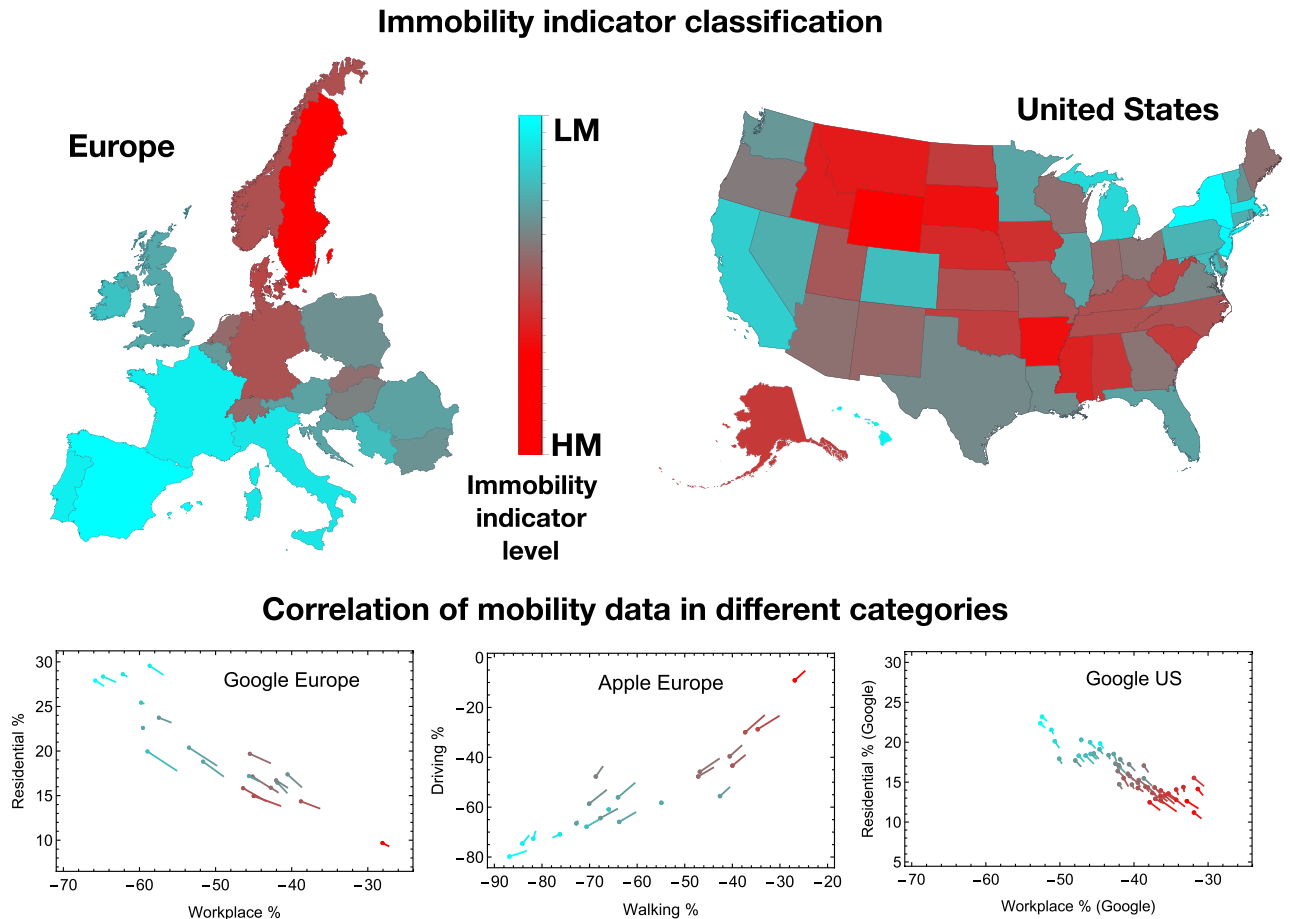 Immobility indicator classification
Europe
United States
LM
HM
Immobility
indicator
level
Correlation of mobility data in different categories
Google Europe
Residential %
30
25
20
15
10
−70
−60
−50
−40
−30
Workplace %
Apple Europe
Driving %
0
−20
−40
−60
−80
−90
−80
−70
−60
−50
−40
−30
−20
Walking %
Google US
Residential % (Google)
30
25
20
15
10
5
−70
−60
−50
−40
−30
Workplace % (Google)